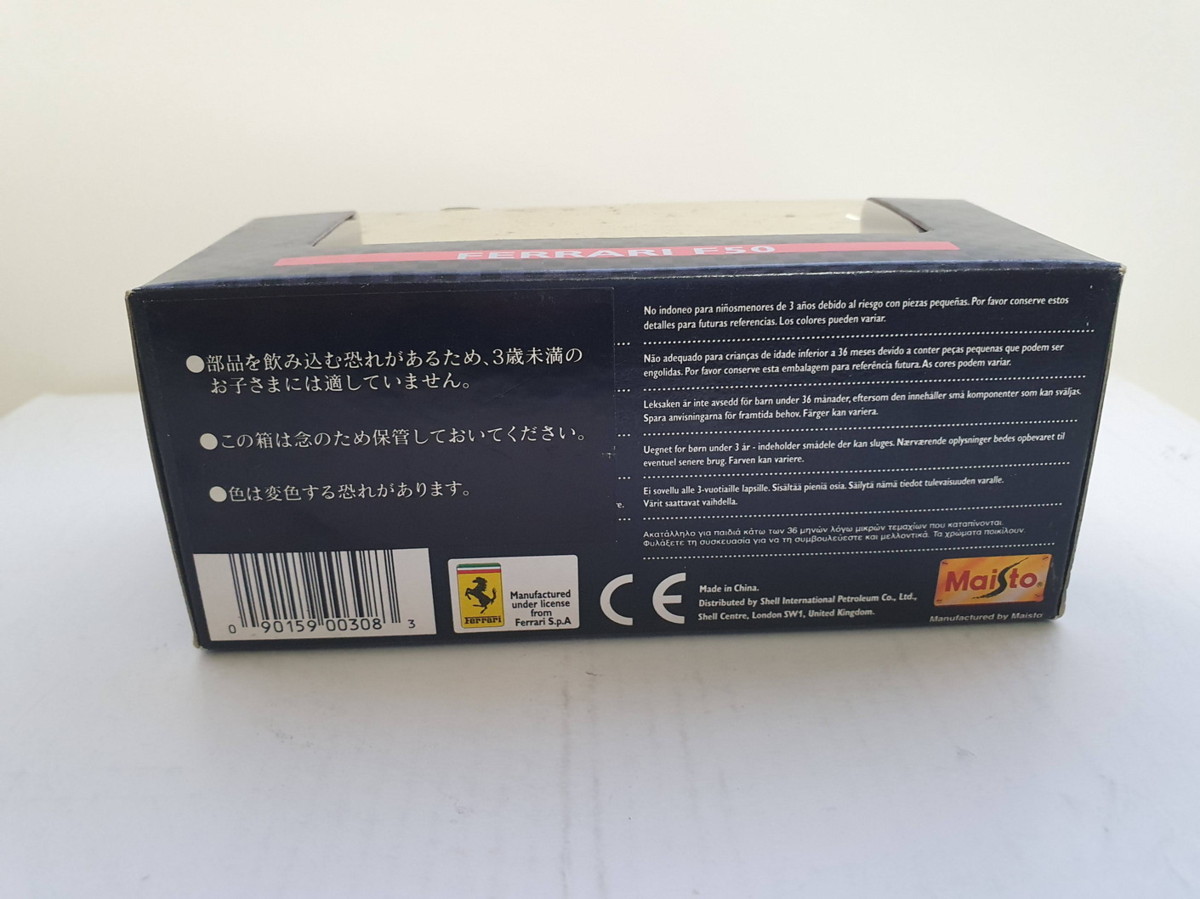 FERRARI F50
●部品を飲み込む恐れがあるため、3歳未満の
お子さまには適していません。
●この箱は念のため保管しておいてください。
●色は変色する恐れがあります。
No indoneo para niñosmenores de 3 años debido al riesgo con piezas pequeñas. Por favor conserve estos
detalles para futuras referencias. Los colores pueden variar.
Não adequado para crianças de idade inferior a 36 meses devido a conter peças pequenas que podem ser
engolidas. Por favor conserve esta embalagem para referência futura. As cores podem variar.
Leksaken är inte avsedd för barn under 36 månader, eftersom den innehåller små komponenter som kan sväljas.
Spara anvisningarna för framtida behov. Färger kan variera.
Uegnet for børn under 3 år - indeholder smådele der kan sluges. Nærværende oplysninger bedes opbevaret til
eventuel senere brug. Farven kan variere.
Ei sovellu alle 3-vuotiaille lapsille. Sisältää pieniä osia. Säilytä nämä tiedot tulevaisuuden varalle.
e. Värit saattavat vaihdella.
Ακατάλληλο για παιδιά κάτω των 36 μηνών λόγω μικρών τεμαχίων που καταπίνονται.
Φυλάξετε τη συσκευασία για να τη συμβουλεύεστε και μελλοντικά. Τα χρώματα ποικίλουν.
0 90159 00308 3
Ferrari
Manufactured
under license
from
Ferrari S.p.A
CE
Made in China.
Distributed by Shell International Petroleum Co., Ltd.,
Shell Centre, London SW1, United Kingdom.
Maisto
Manufactured by Maisto